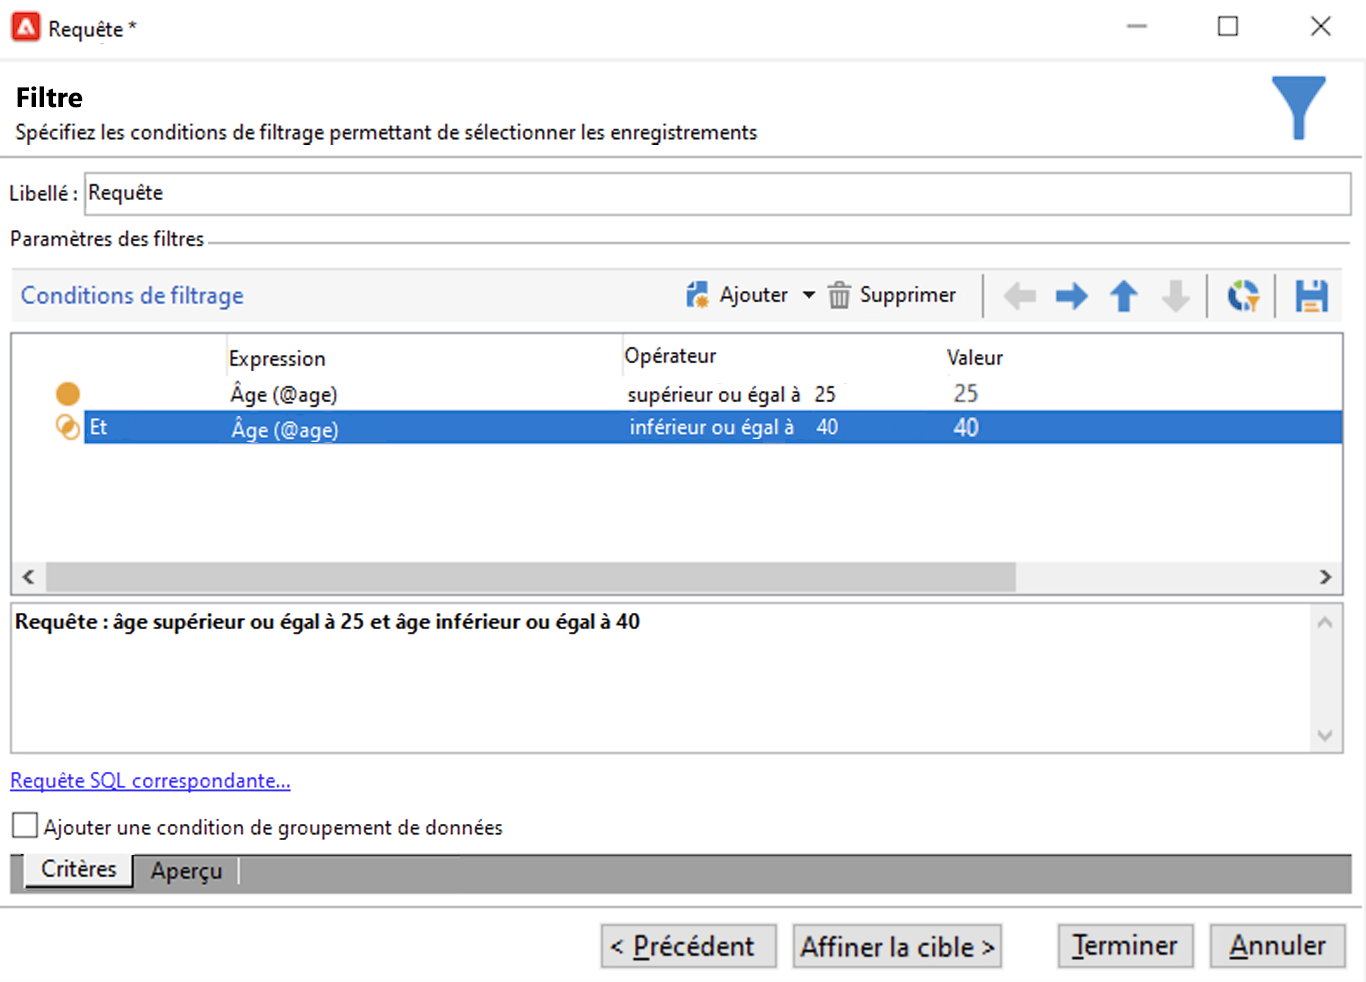 Requête *
Filtre
Spécifiez les conditions de filtrage permettant de sélectionner les enregistrements
Libellé : Requête
Paramètres des filtres
Conditions de filtrage Ajouter Supprimer
Expression Opérateur Valeur
Âge (@age) supérieur ou égal à 25 25
Et Âge (@age) inférieur ou égal à 40 40
Requête : âge supérieur ou égal à 25 et âge inférieur ou égal à 40
Requête SQL correspondante...
Ajouter une condition de groupement de données
Critères Aperçu
< Précédent Affiner la cible > Terminer Annuler